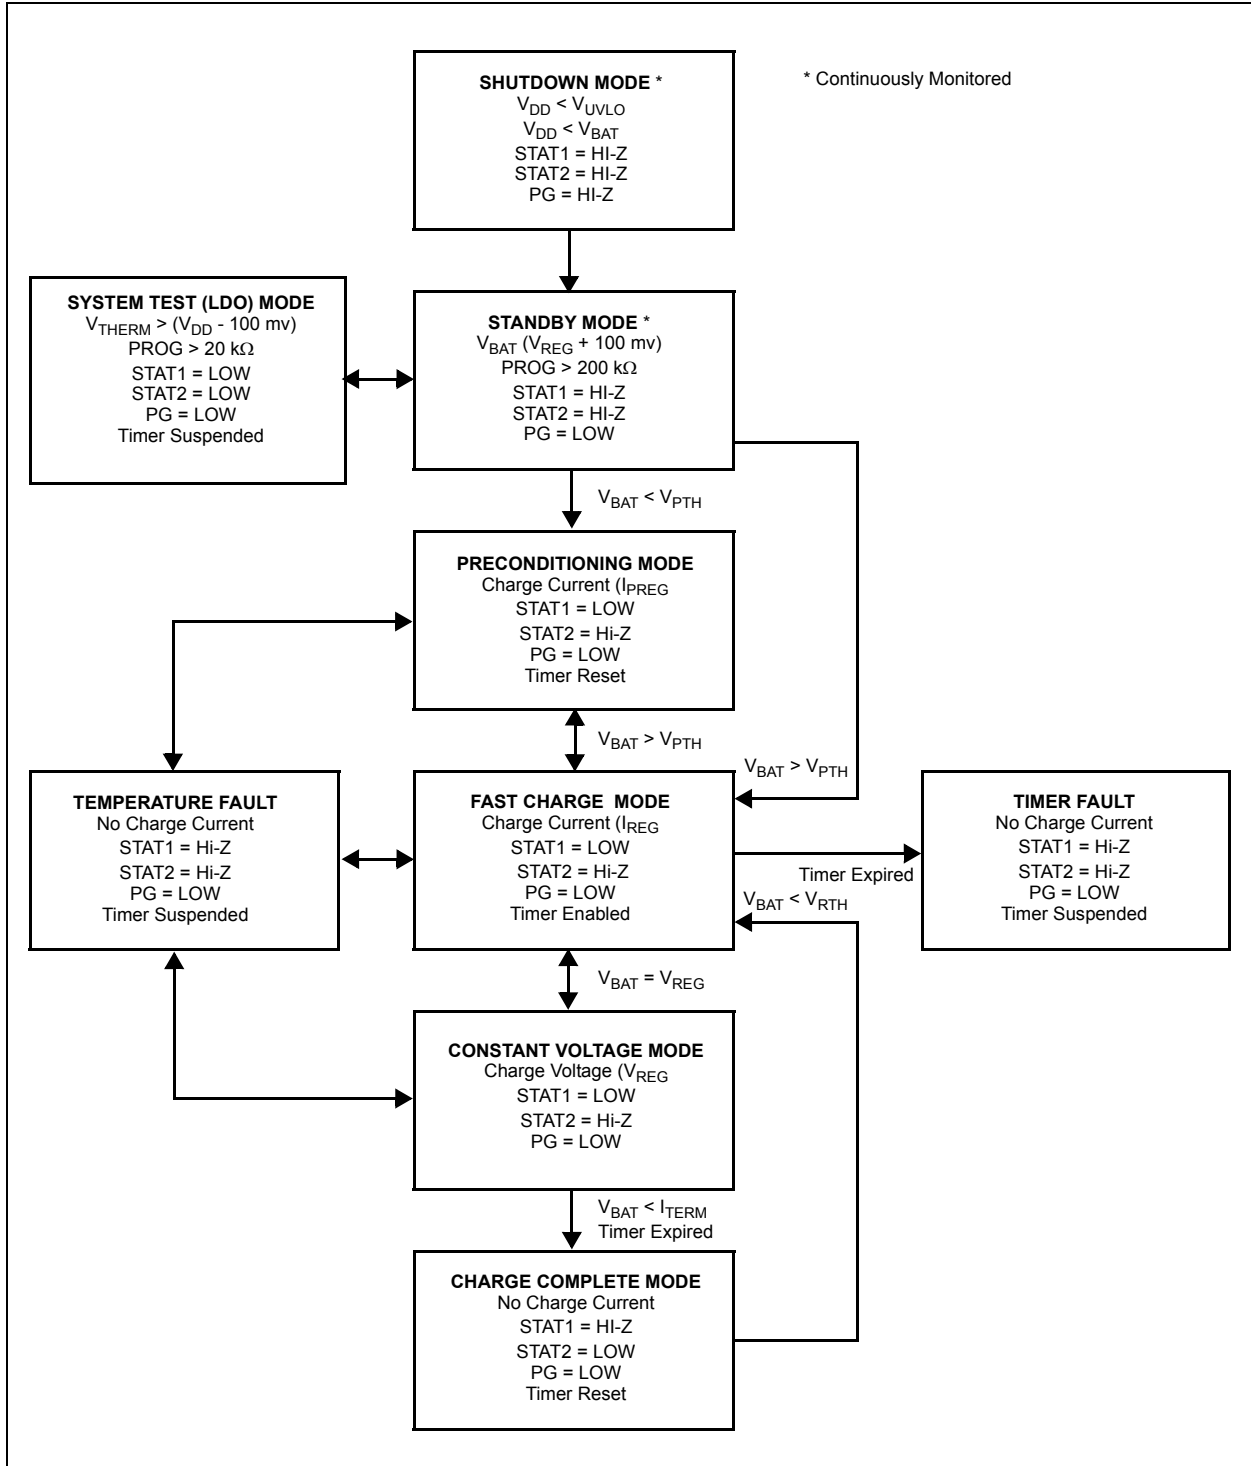 SHUTDOWN MODE *
V_DD < V_UVLO
V_DD < V_BAT
STAT1 = HI-Z
STAT2 = HI-Z
PG = HI-Z
* Continuously Monitored
SYSTEM TEST (LDO) MODE
V_THERM > (V_DD - 100 mv)
PROG > 20 kΩ
STAT1 = LOW
STAT2 = LOW
PG = LOW
Timer Suspended
STANDBY MODE *
V_BAT (V_REG + 100 mv)
PROG > 200 kΩ
STAT1 = HI-Z
STAT2 = HI-Z
PG = LOW
V_BAT < V_PTH
PRECONDITIONING MODE
Charge Current (I_PREG
STAT1 = LOW
STAT2 = Hi-Z
PG = LOW
Timer Reset
V_BAT > V_PTH
V_BAT > V_PTH
TEMPERATURE FAULT
No Charge Current
STAT1 = Hi-Z
STAT2 = Hi-Z
PG = LOW
Timer Suspended
FAST CHARGE MODE
Charge Current (I_REG
STAT1 = LOW
STAT2 = Hi-Z
PG = LOW
Timer Enabled
Timer Expired
V_BAT < V_RTH
TIMER FAULT
No Charge Current
STAT1 = Hi-Z
STAT2 = Hi-Z
PG = LOW
Timer Suspended
V_BAT = V_REG
CONSTANT VOLTAGE MODE
Charge Voltage (V_REG
STAT1 = LOW
STAT2 = Hi-Z
PG = LOW
V_BAT < I_TERM
Timer Expired
CHARGE COMPLETE MODE
No Charge Current
STAT1 = HI-Z
STAT2 = LOW
PG = LOW
Timer Reset